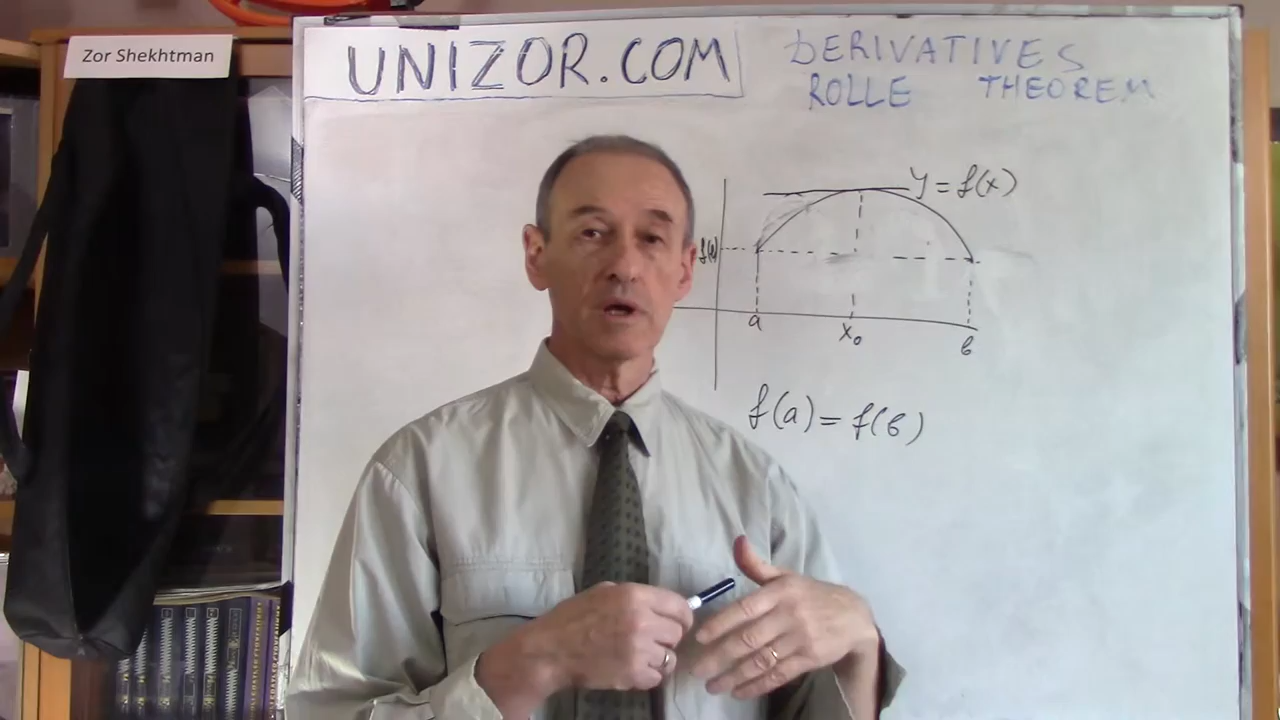 Zor Shekhtman
UNIZOR.COM
DERIVATIVES
ROLLE THEOREM
y = f(x)
a
x₀
b
f(a) = f(b)